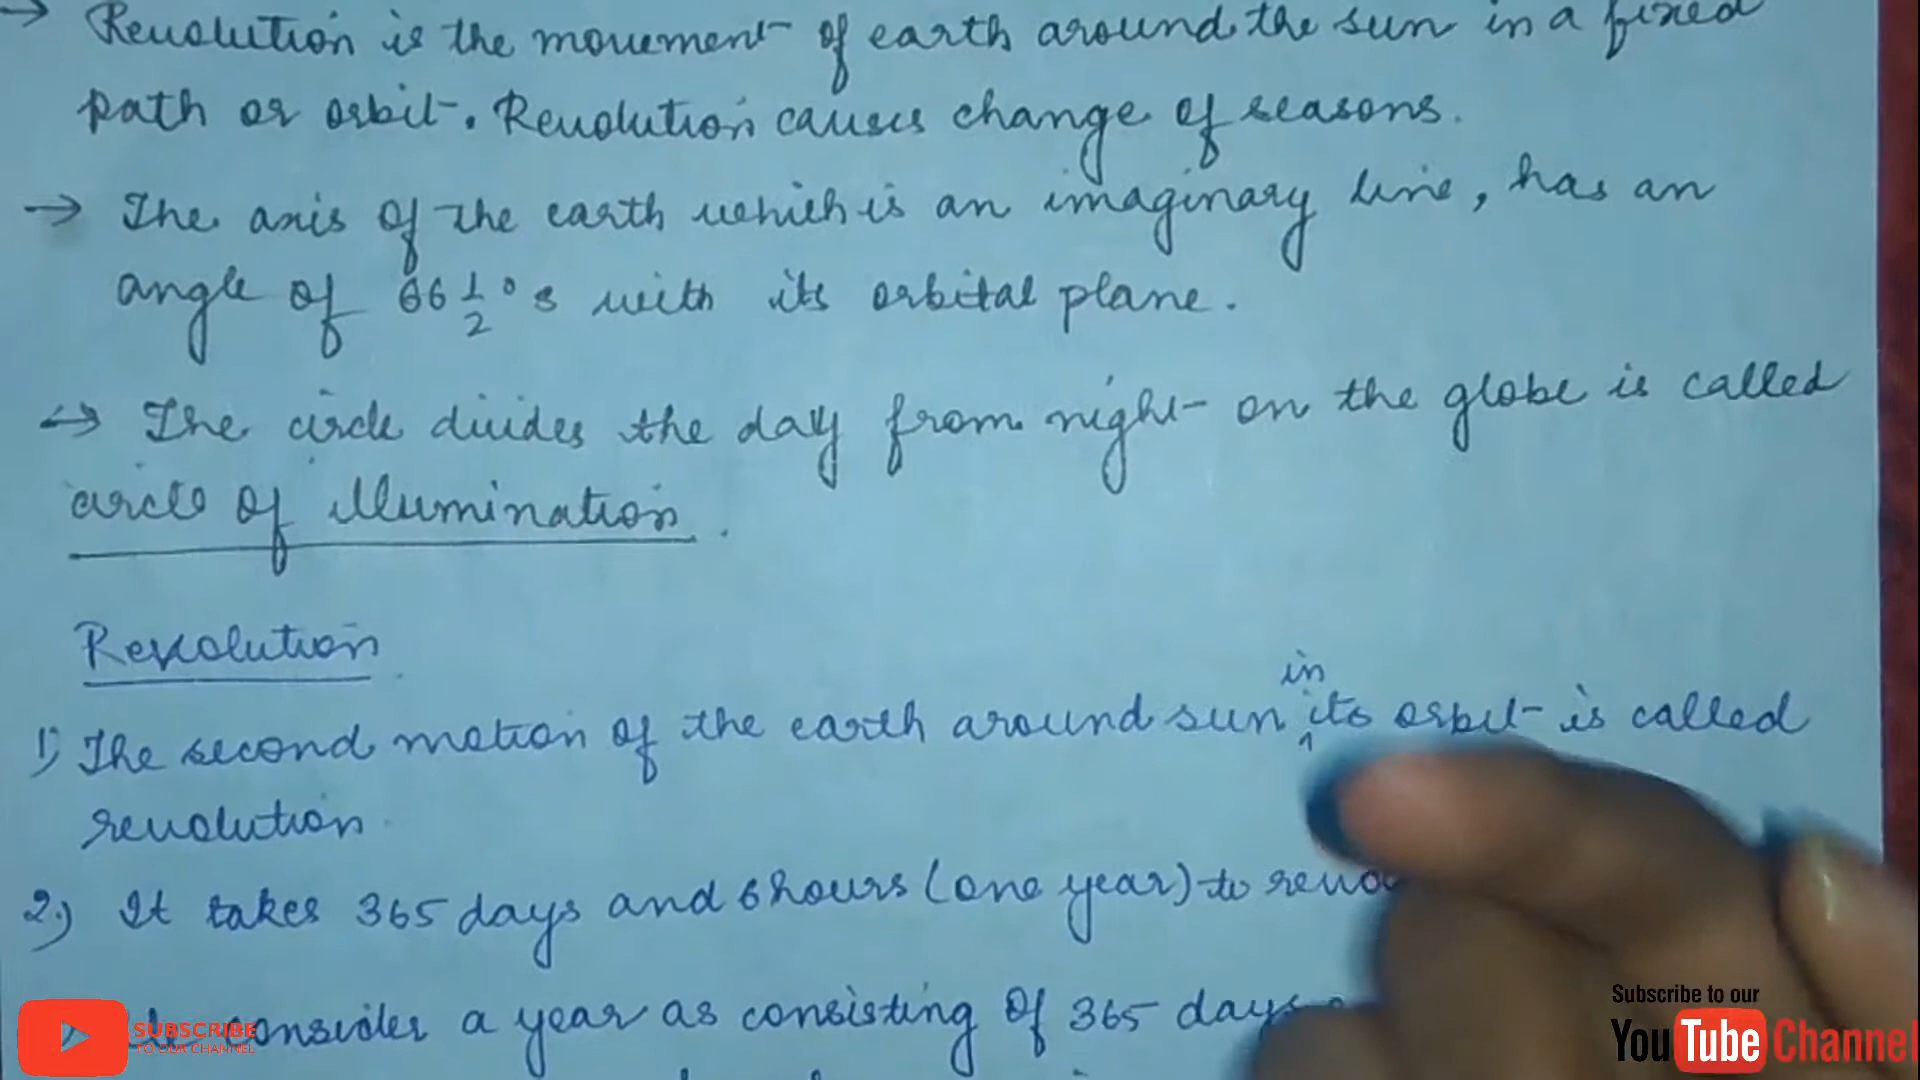 → Revolution is the movement of earth around the sun in a fixed
path or orbit. Revolution causes change of seasons.
→ The axis of the earth which is an imaginary line, has an
angle of 66 1/2° s with its orbital plane.
→ The circle divides the day from night on the globe is called
circle of illumination.
Revolution
in
1) The second motion of the earth around sun its orbit is called
revolution
2) It takes 365 days and 6 hours (one year) to
consider a year as consisting of 365 days
SUBSCRIBE
TO OUR CHANNEL
Subscribe to our
YouTube Channel